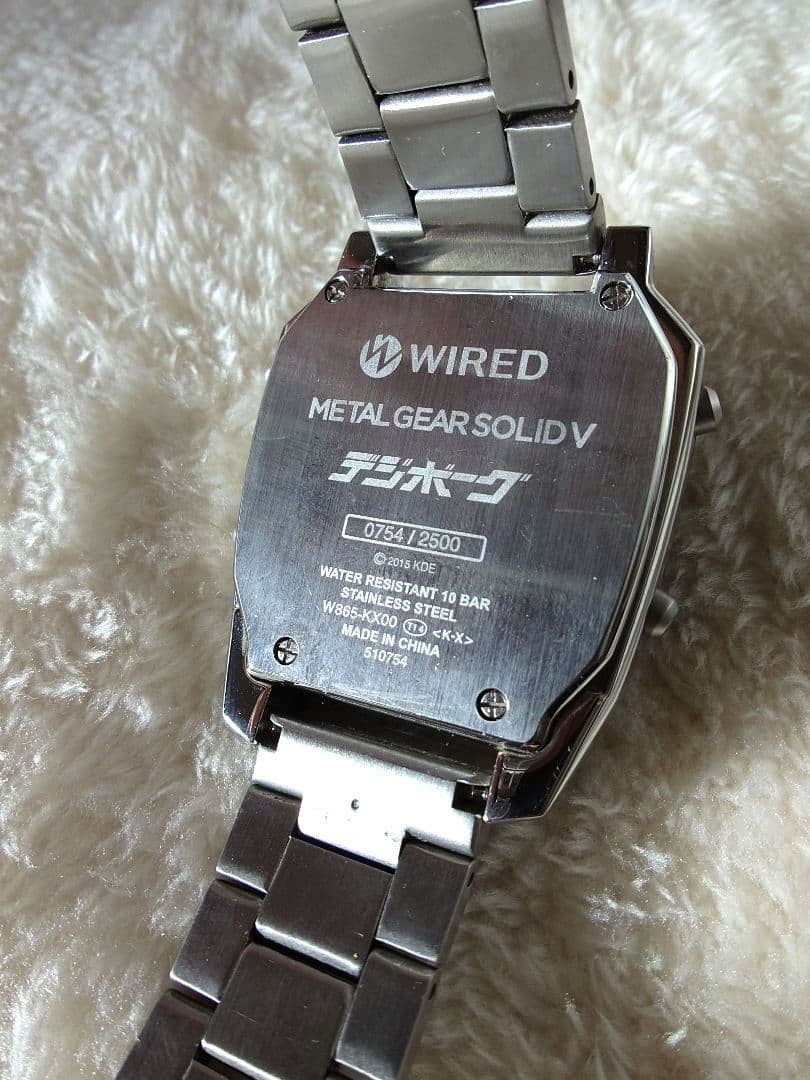 WIRED
METAL GEAR SOLID V
デジボーグ
0754/2500
© 2015 KDE
WATER RESISTANT 10 BAR
STAINLESS STEEL
W865-KX00 T14 <K-X>
MADE IN CHINA
510754